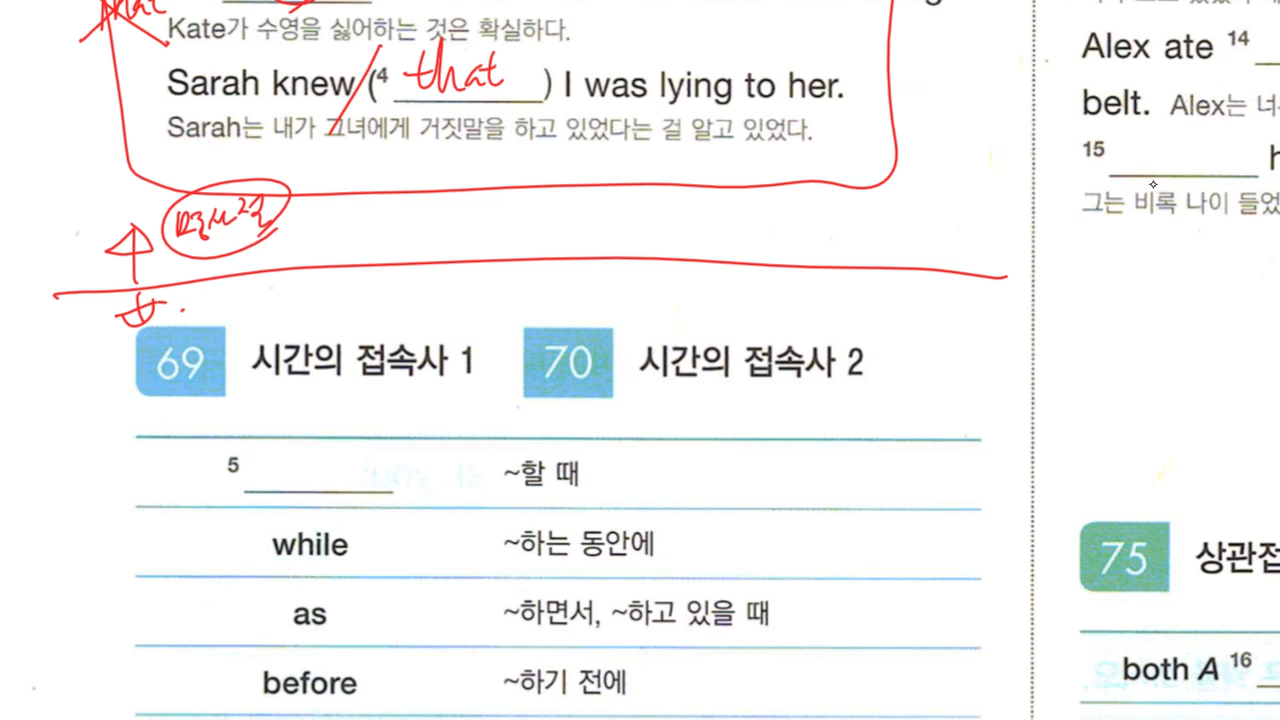 that
Kate가 수영을 싫어하는 것은 확실하다.
Sarah knew (4 that ) I was lying to her.
Sarah는 내가 그녀에게 거짓말을 하고 있었다는 걸 알고 있었다.
명사절
69 시간의 접속사 1
70 시간의 접속사 2
5 ~할 때
while ~하는 동안에
as ~하면서, ~하고 있을 때
before ~하기 전에
Alex ate 14
belt. Alex는 너
15 h
그는 비록 나이 들었
75 상관접
both A 16